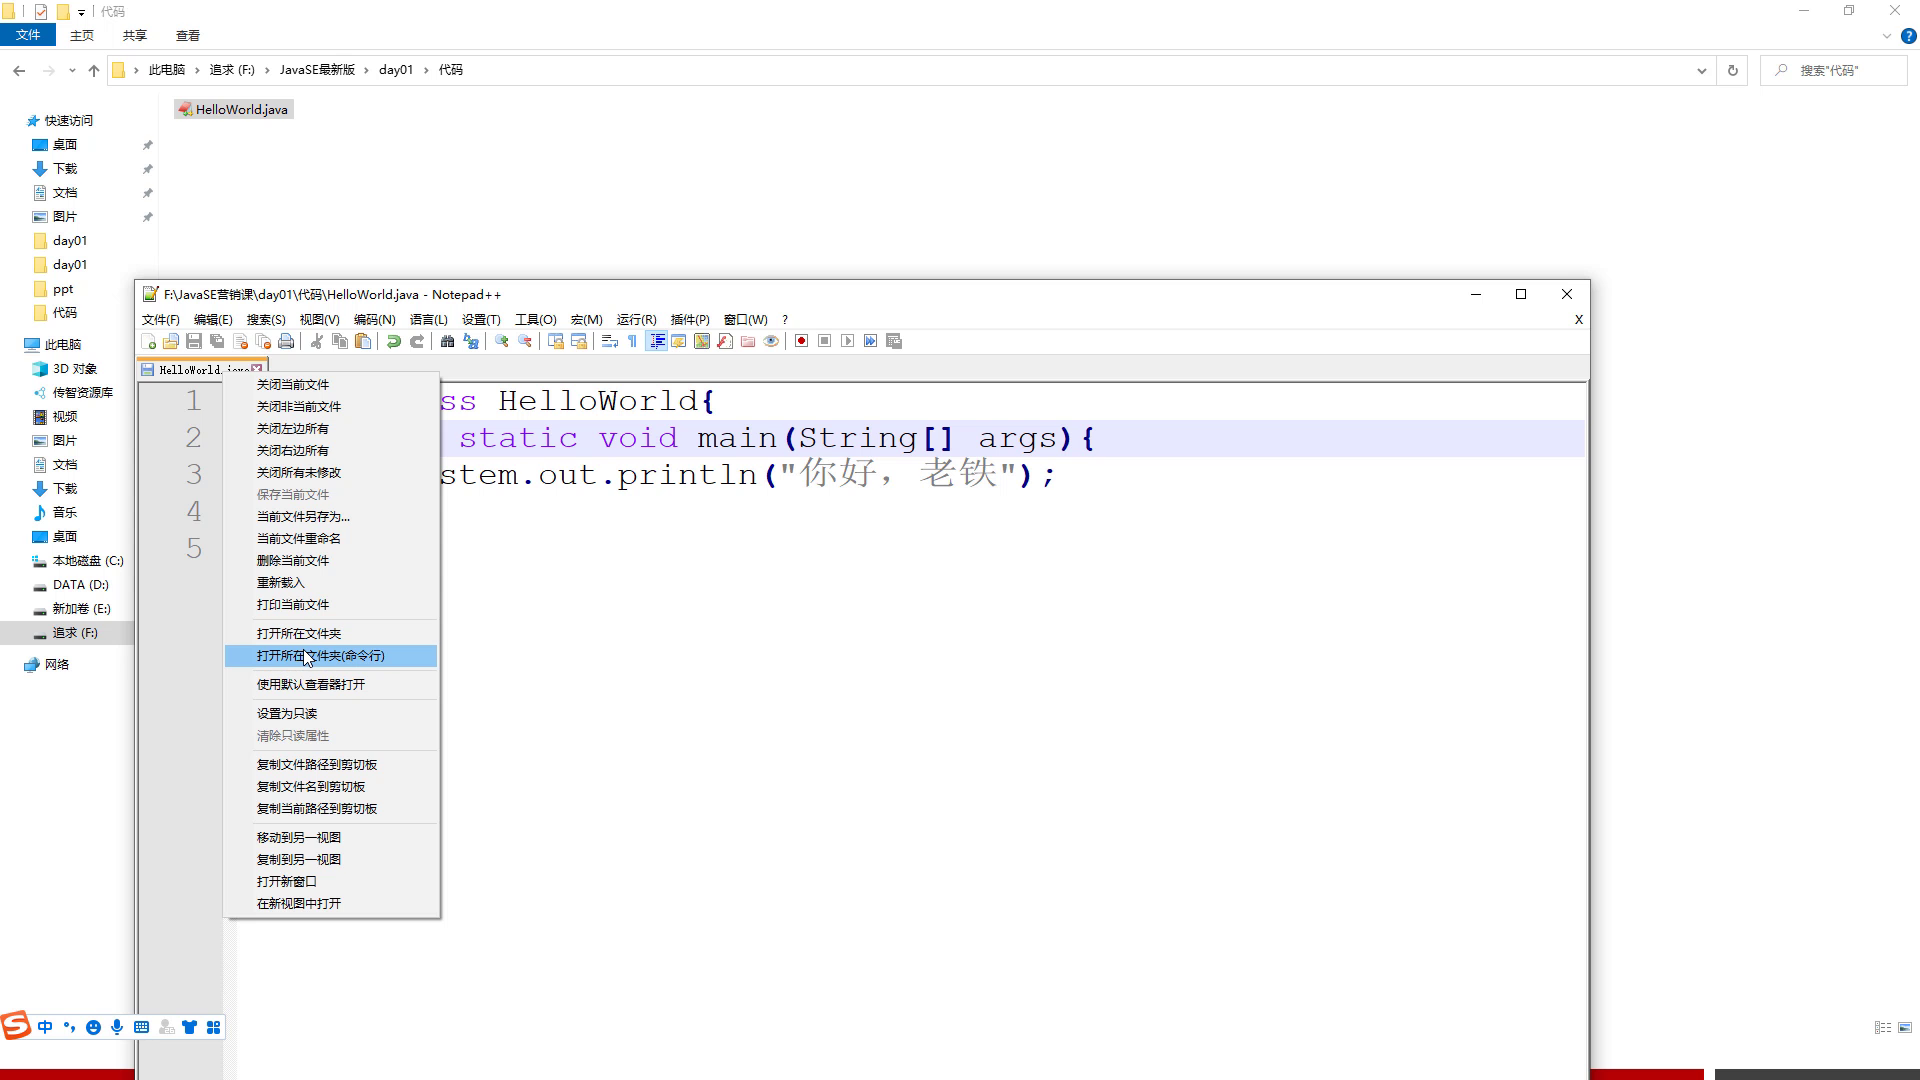 代码
文件 主页 共享 查看
此电脑 追求 (F:) JavaSE最新版 day01 代码
搜索"代码"
HelloWorld.java
快速访问
桌面
下载
文档
图片
day01
day01
ppt
代码
此电脑
3D 对象
传智资源库
视频
图片
文档
下载
音乐
桌面
本地磁盘 (C:)
DATA (D:)
新加卷 (E:)
追求 (F:)
网络
F:\JavaSE营销课\day01\代码\HelloWorld.java - Notepad++
文件(F) 编辑(E) 搜索(S) 视图(V) 编码(N) 语言(L) 设置(T) 工具(O) 宏(M) 运行(R) 插件(P) 窗口(W) ? X
HelloWorld.java
1 ss HelloWorld{
2 static void main(String[] args){
3 stem.out.println("你好，老铁");
4
5
关闭当前文件
关闭非当前文件
关闭左边所有
关闭右边所有
关闭所有未修改
保存当前文件
当前文件另存为...
当前文件重命名
删除当前文件
重新载入
打印当前文件
打开所在文件夹
打开所在文件夹(命令行)
使用默认查看器打开
设置为只读
清除只读属性
复制文件路径到剪切板
复制文件名到剪切板
复制当前路径到剪切板
移动到另一视图
复制到另一视图
打开新窗口
在新视图中打开
中